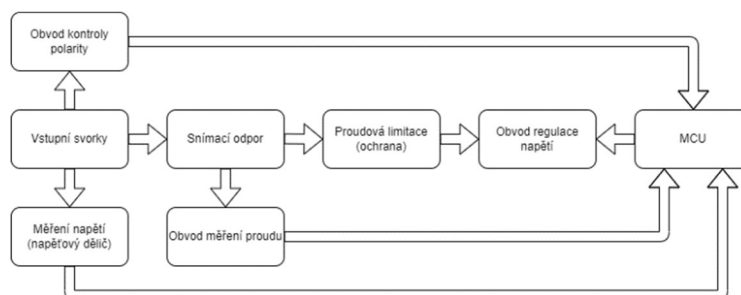 Obvod kontroly
polarity
Vstupní svorky
Snímací odpor
Proudová limitace
(ochrana)
Obvod regulace
napětí
MCU
Měření napětí
(napěťový dělič)
Obvod měření proudu